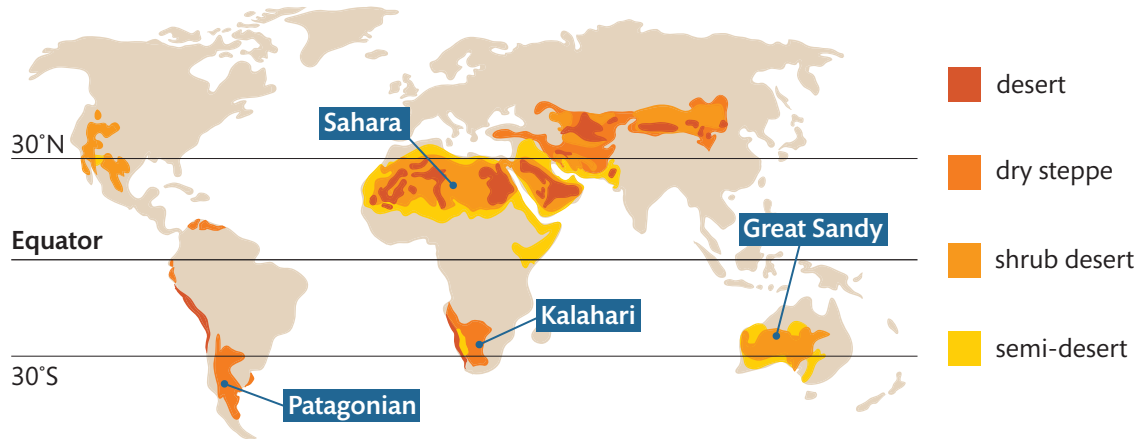 desert
Sahara
30°N
dry steppe
Great Sandy
Equator
shrub desert
Kalahari
semi-desert
30°S
Patagonian